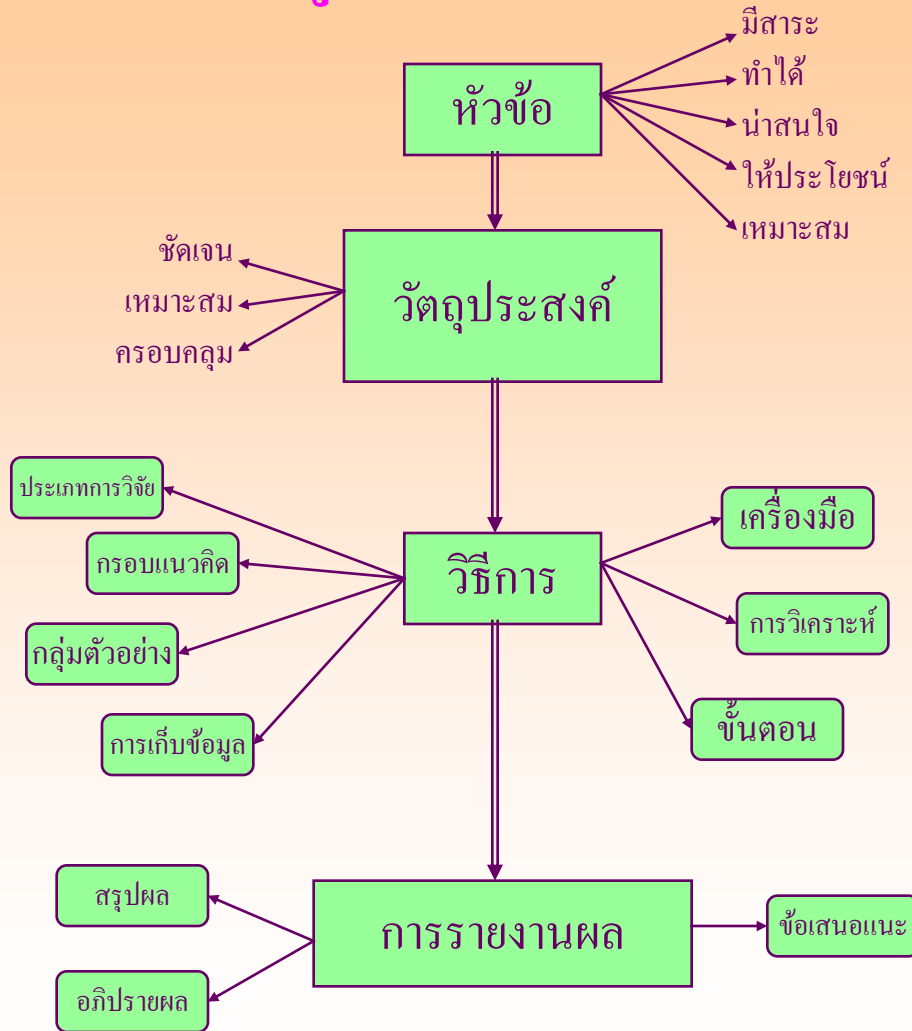 มีสาระ
ทำได้
น่าสนใจ
ให้ประโยชน์
เหมาะสม
หัวข้อ
ชัดเจน
เหมาะสม
ครอบคลุม
วัตถุประสงค์
ประเภทการวิจัย
กรอบแนวคิด
กลุ่มตัวอย่าง
การเก็บข้อมูล
วิธีการ
เครื่องมือ
การวิเคราะห์
ขั้นตอน
สรุปผล
อภิปรายผล
การรายงานผล
ข้อเสนอแนะ